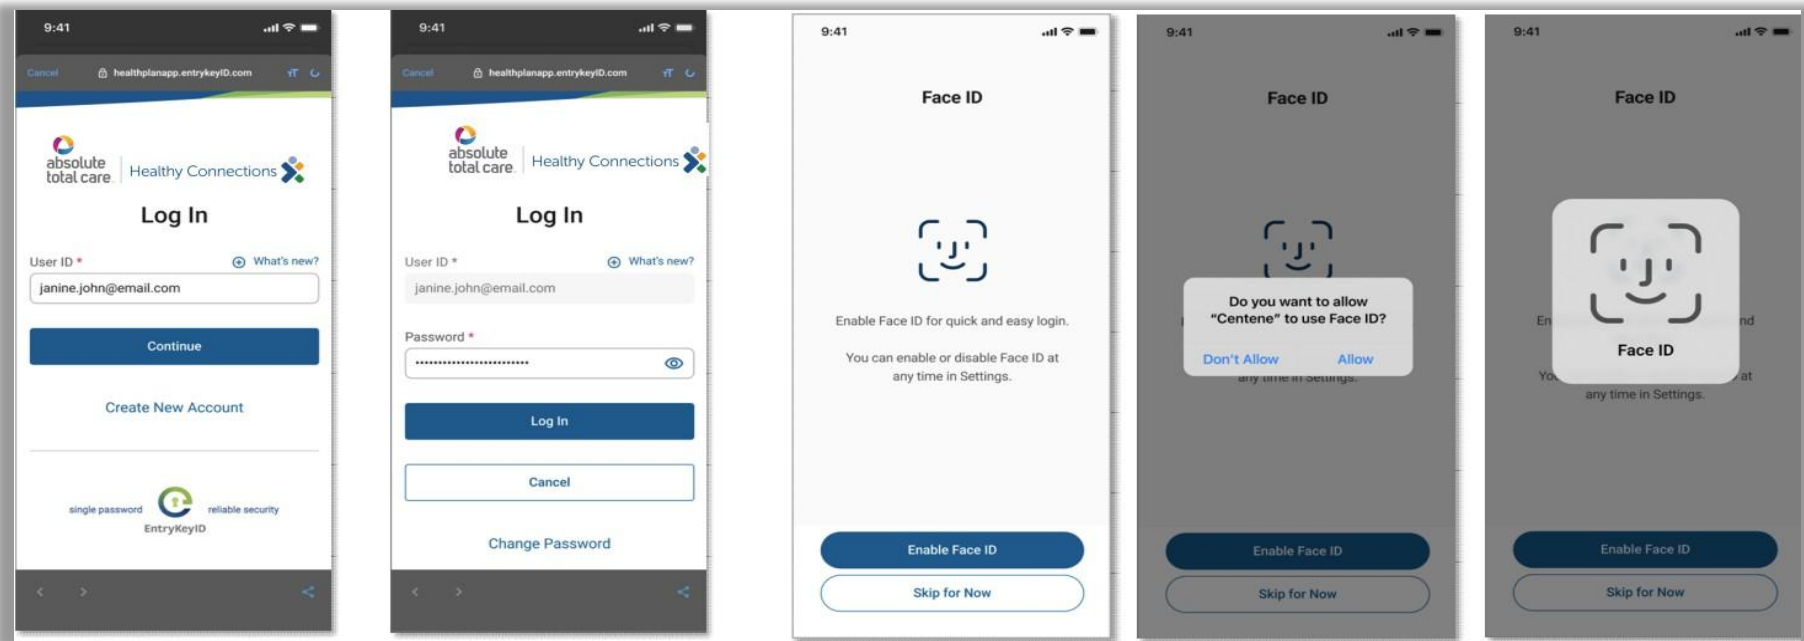 9:41
Cancel
healthplanapp.entrykeyID.com
absolute
total care
Healthy Connections
Log In
User ID *
What's new?
janine.john@email.com
Continue
Create New Account
single password
reliable security
EntryKeyID
9:41
Cancel
healthplanapp.entrykeyID.com
absolute
total care
Healthy Connections
Log In
User ID *
What's new?
janine.john@email.com
Password *
Log In
Cancel
Change Password
9:41
Face ID
Enable Face ID for quick and easy login.
You can enable or disable Face ID at
any time in Settings.
Enable Face ID
Skip for Now
9:41
Face ID
Do you want to allow
"Centene" to use Face ID?
Don't Allow
Allow
any time in Settings.
Enable Face ID
Skip for Now
9:41
Face ID
Face ID
at
any time in Settings.
Enable Face ID
Skip for Now